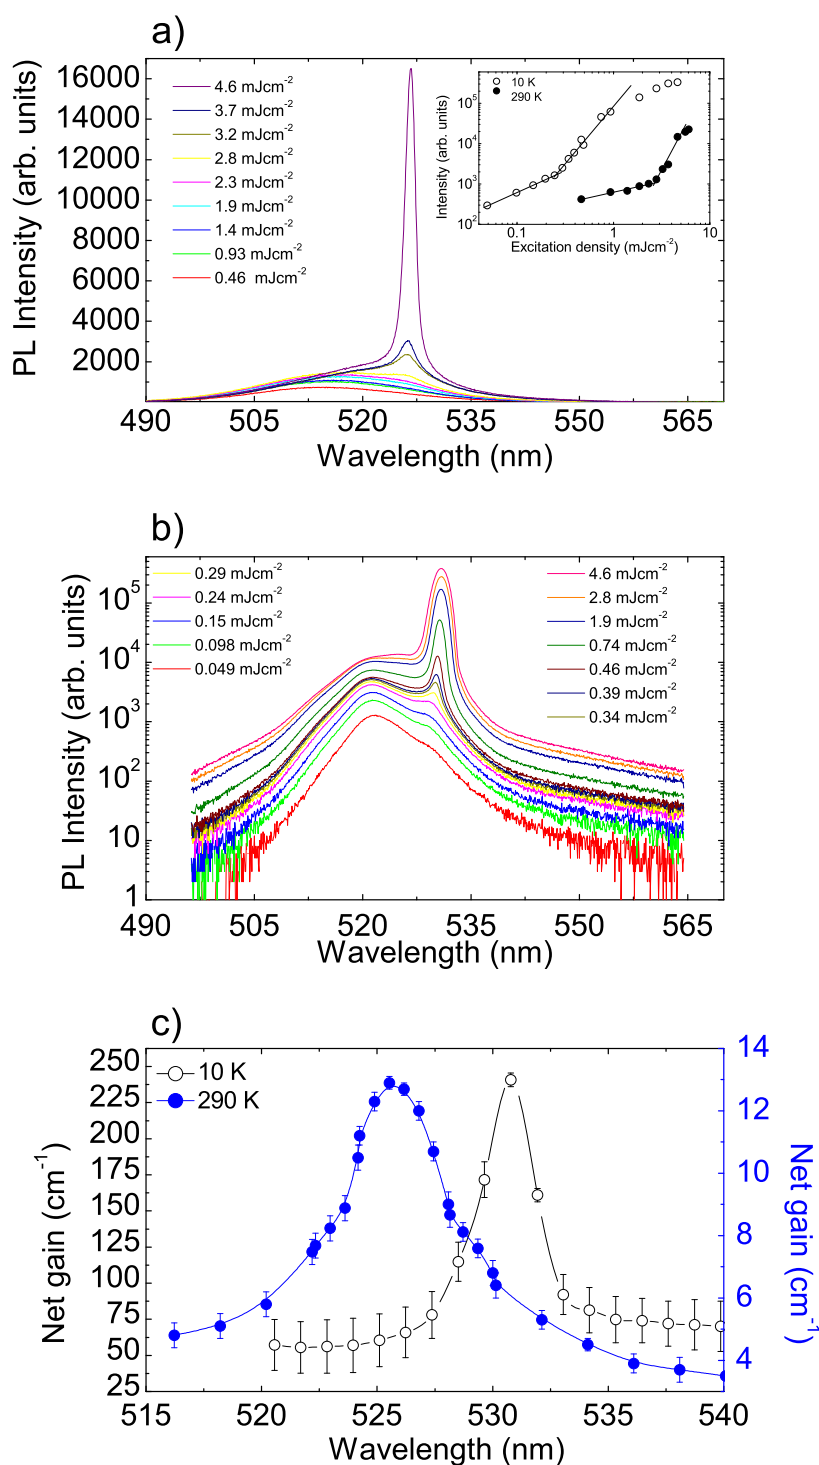 a)
PL Intensity (arb. units)
16000
14000
12000
10000
8000
6000
4000
2000
4.6 mJcm-2
3.7 mJcm-2
3.2 mJcm-2
2.8 mJcm-2
2.3 mJcm-2
1.9 mJcm-2
1.4 mJcm-2
0.93 mJcm-2
0.46 mJcm-2
10 K
290 K
Intensity (arb. units)
10^5
10^4
10^3
10^2
0.1 1 10
Excitation density (mJcm-2)
490 505 520 535 550 565
Wavelength (nm)
b)
PL Intensity (arb. units)
10^5
10^4
10^3
10^2
10
1
0.29 mJcm-2
0.24 mJcm-2
0.15 mJcm-2
0.098 mJcm-2
0.049 mJcm-2
4.6 mJcm-2
2.8 mJcm-2
1.9 mJcm-2
0.74 mJcm-2
0.46 mJcm-2
0.39 mJcm-2
0.34 mJcm-2
490 505 520 535 550 565
Wavelength (nm)
c)
Net gain (cm-1)
250
225
200
175
150
125
100
75
50
25
10 K
290 K
14
12
10
8
6
4
Net gain (cm-1)
515 520 525 530 535 540
Wavelength (nm)